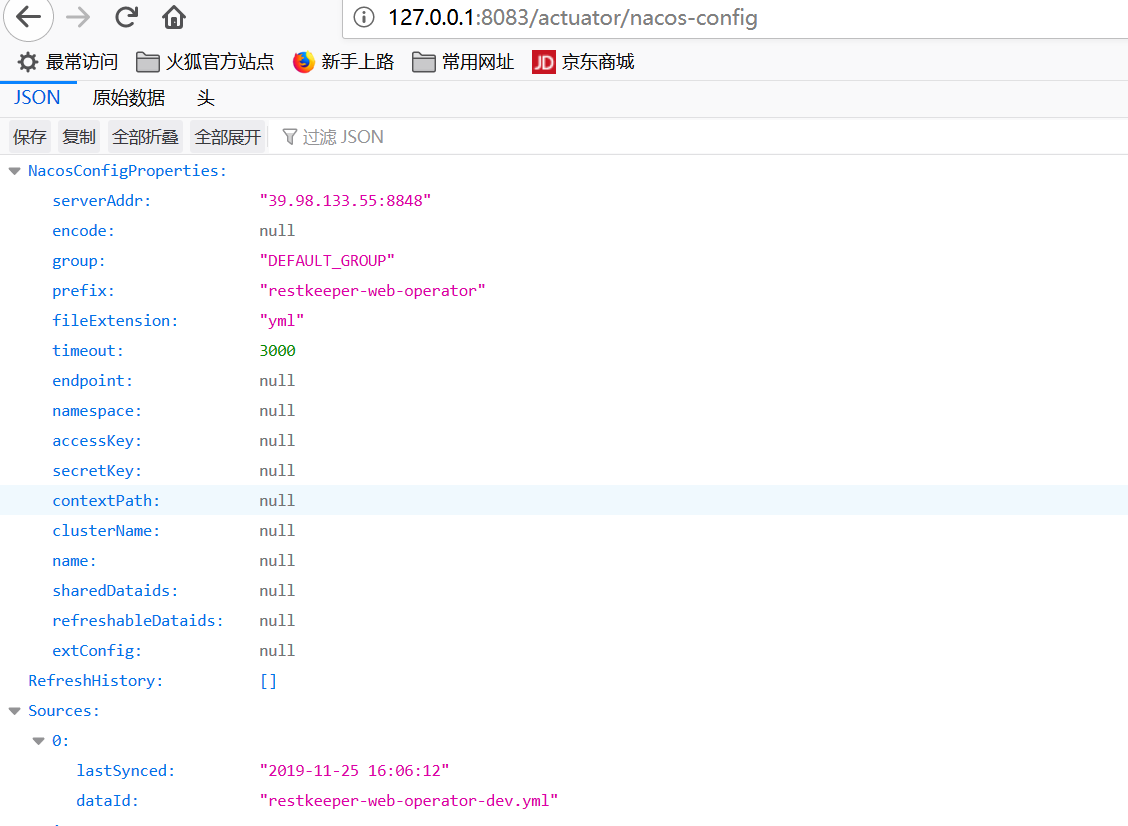 127.0.0.1:8083/actuator/nacos-config
最常访问 火狐官方站点 新手上路 常用网址 JD 京东商城
JSON 原始数据 头
保存 复制 全部折叠 全部展开 过滤 JSON
NacosConfigProperties:
serverAddr: "39.98.133.55:8848"
encode: null
group: "DEFAULT_GROUP"
prefix: "restkeeper-web-operator"
fileExtension: "yml"
timeout: 3000
endpoint: null
namespace: null
accessKey: null
secretKey: null
contextPath: null
clusterName: null
name: null
sharedDataids: null
refreshableDataids: null
extConfig: null
RefreshHistory: []
Sources:
0:
lastSynced: "2019-11-25 16:06:12"
dataId: "restkeeper-web-operator-dev.yml"